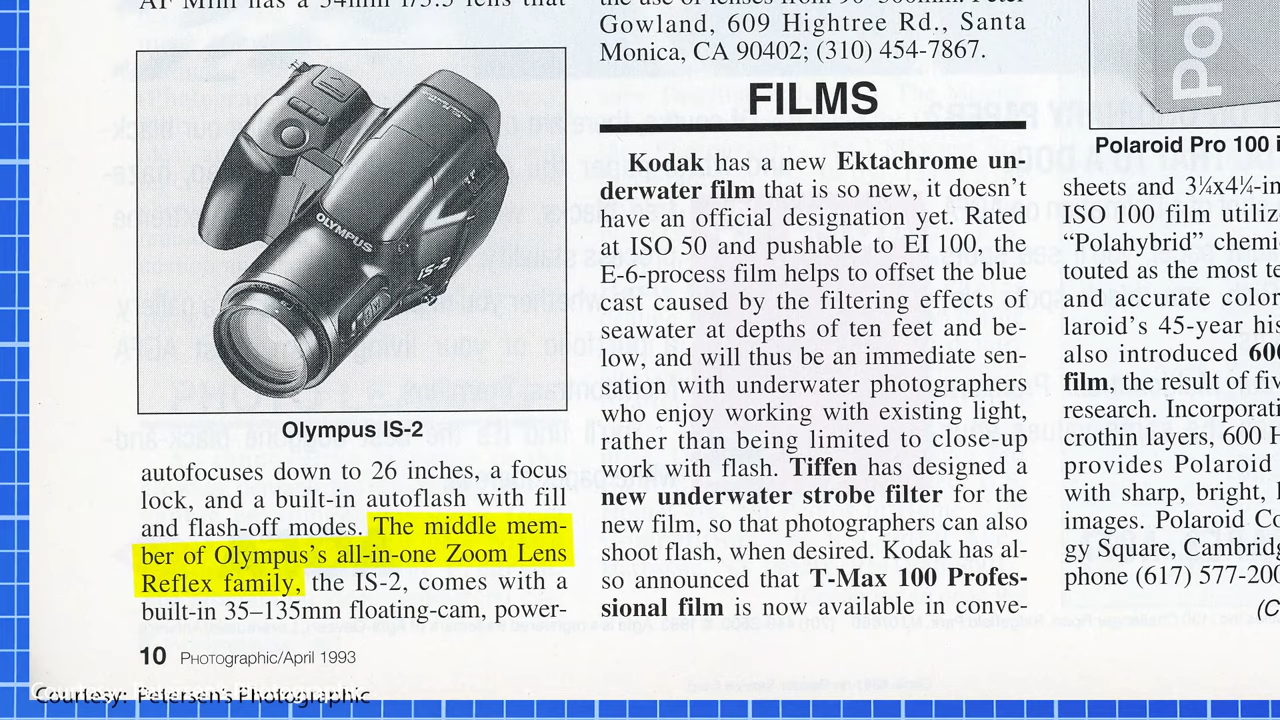 AF Mini has a 34mm f/3.5 lens that
OLYMPUS
IS-2
Olympus IS-2
autofocuses down to 26 inches, a focus
lock, and a built-in autoflash with fill
and flash-off modes. The middle mem-
ber of Olympus's all-in-one Zoom Lens
Reflex family, the IS-2, comes with a
built-in 35–135mm floating-cam, power-
10 PHOTOGRAPHIC/April 1993
Gowland, 609 Hightree Rd., Santa
Monica, CA 90402; (310) 454-7867.
FILMS
Kodak has a new Ektachrome un-
derwater film that is so new, it doesn't
have an official designation yet. Rated
at ISO 50 and pushable to EI 100, the
E-6-process film helps to offset the blue
cast caused by the filtering effects of
seawater at depths of ten feet and be-
low, and will thus be an immediate sen-
sation with underwater photographers
who enjoy working with existing light,
rather than being limited to close-up
work with flash. Tiffen has designed a
new underwater strobe filter for the
new film, so that photographers can also
shoot flash, when desired. Kodak has al-
so announced that T-Max 100 Profes-
sional film is now available in conve-
Pol
Polaroid Pro 100 i
sheets and 3¼x4¼-in
ISO 100 film utiliz
"Polahybrid" chemi
touted as the most te
and accurate color
laroid's 45-year his
also introduced 600
film, the result of fiv
research. Incorporati
crothin layers, 600 H
provides Polaroid
with sharp, bright, l
images. Polaroid Co
gy Square, Cambridg
phone (617) 577-200
(C
Courtesy: Petersen's Photographic